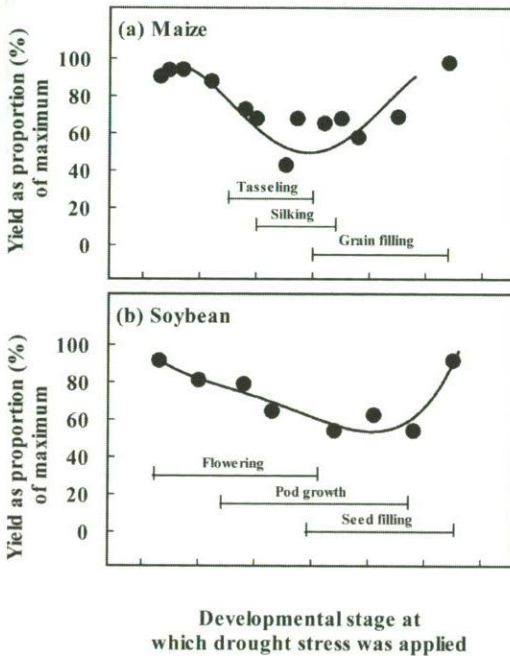 (a) Maize
Yield as proportion (%)
of maximum
100
80
60
40
20
0
Tasseling
Silking
Grain filling
(b) Soybean
Yield as proportion (%)
of maximum
100
80
60
40
20
0
Flowering
Pod growth
Seed filling
Developmental stage at
which drought stress was applied